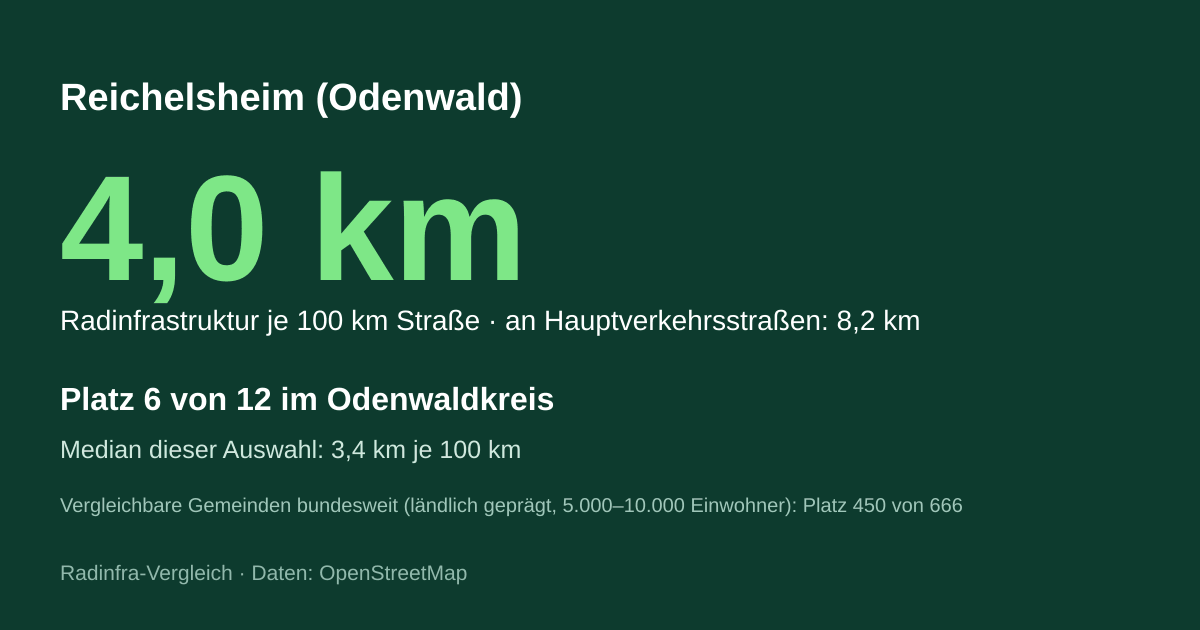 Reichelsheim (Odenwald)
4,0 km
Radinfrastruktur je 100 km Straße · an Hauptverkehrsstraßen: 8,2 km
Platz 6 von 12 im Odenwaldkreis
Median dieser Auswahl: 3,4 km je 100 km
Vergleichbare Gemeinden bundesweit (ländlich geprägt, 5.000–10.000 Einwohner): Platz 450 von 666
Radinfra-Vergleich · Daten: OpenStreetMap